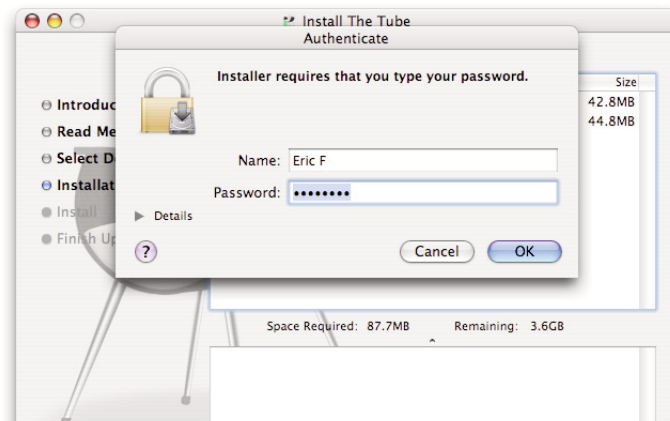 Install The Tube
Authenticate
Installer requires that you type your password.
Name: Eric F
Password: ••••••••
Details
?
Cancel
OK
Size
42.8MB
44.8MB
Introduc
Read Me
Select D
Installat
Install
Finish Up
Space Required: 87.7MB Remaining: 3.6GB